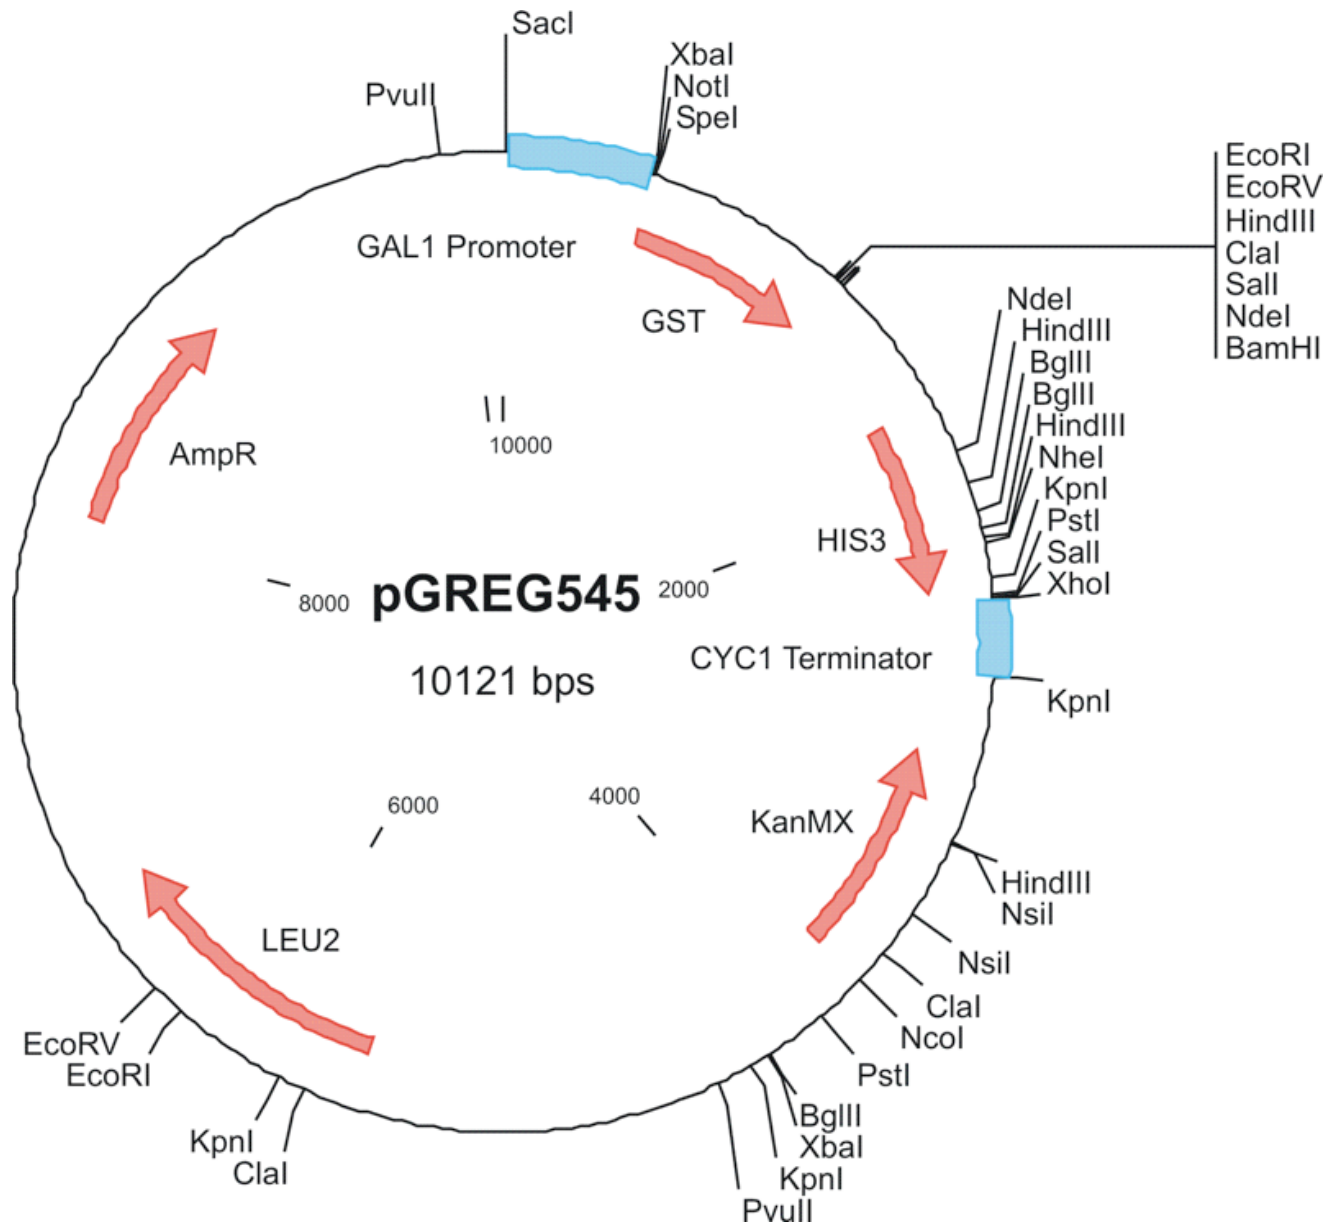 SacI
XbaI
PvuII
NotI
SpeI
EcoRI
EcoRV
HindIII
ClaI
SalI
NdeI
BamHI
GAL1 Promoter
GST
NdeI
HindIII
BglII
BglII
HindIII
NheI
KpnI
PstI
SalI
XhoI
AmpR
10000
HIS3
8000
pGREG545
2000
10121 bps
CYC1 Terminator
KpnI
6000
4000
KanMX
HindIII
NsiI
LEU2
NsiI
ClaI
NcoI
EcoRV
EcoRI
PstI
BglII
XbaI
KpnI
ClaI
KpnI
PvuII